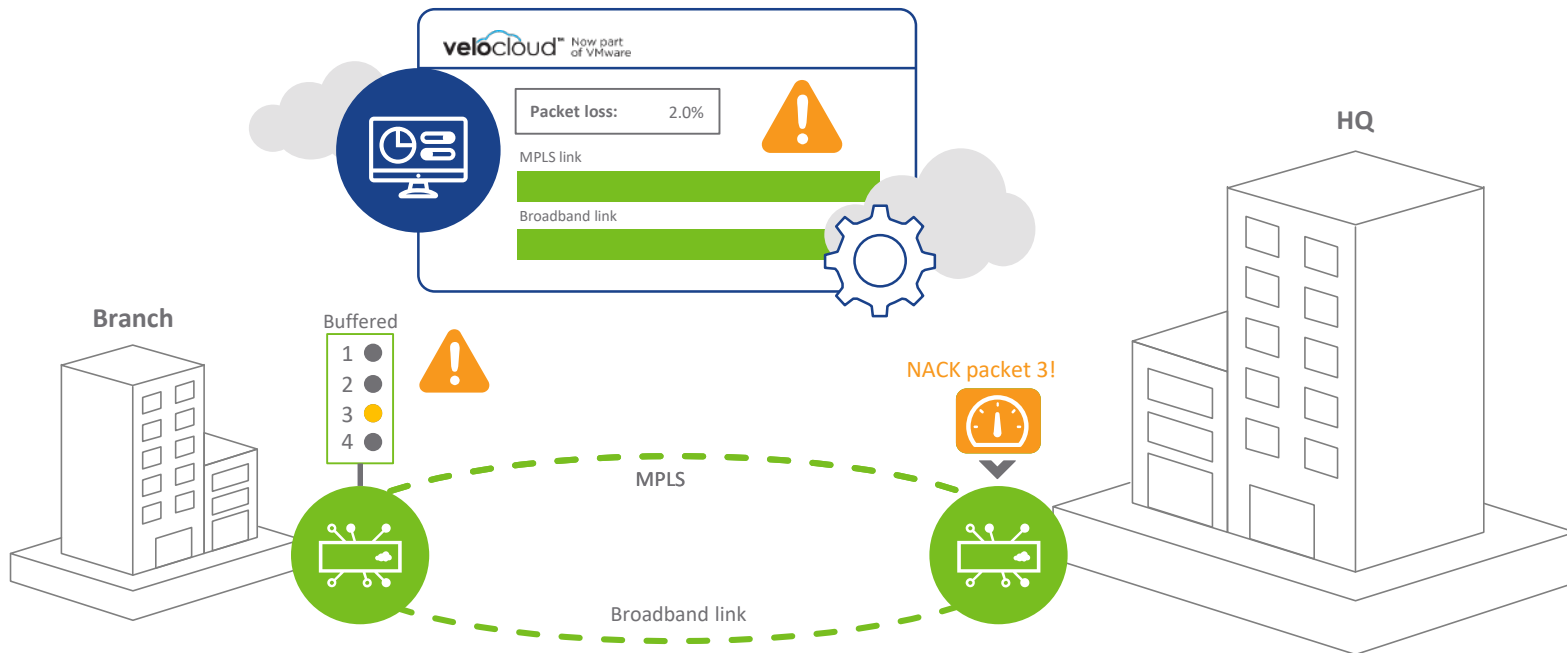 velocloud™ Now part
of VMware
Packet loss: 2.0%
MPLS link
Broadband link
HQ
Branch
Buffered
1
2
3
4
NACK packet 3!
MPLS
Broadband link